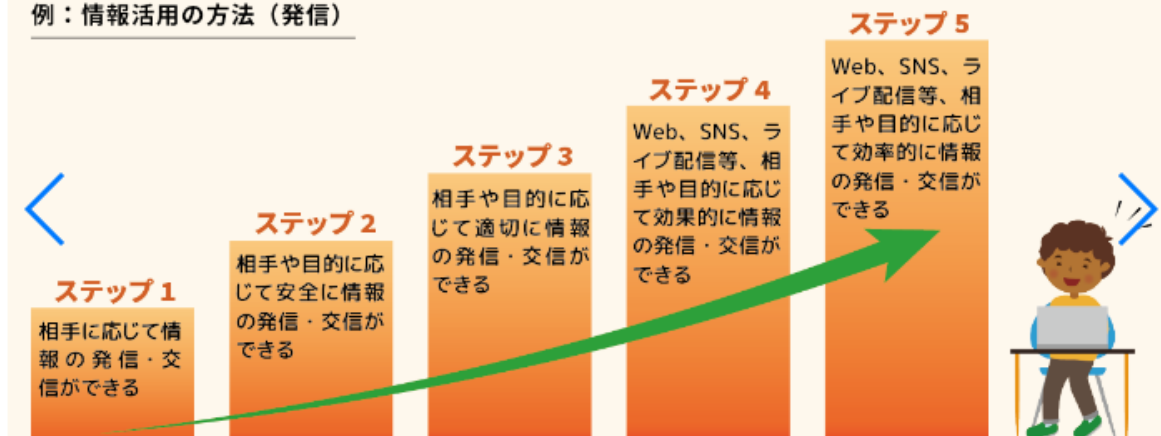 例：情報活用の方法（発信）
ステップ 1
相手に応じて情
報の発信・交
信ができる
ステップ 2
相手や目的に応
じて安全に情報
の発信・交信が
できる
ステップ 3
相手や目的に応
じて適切に情報
の発信・交信が
できる
ステップ 4
Web、SNS、ラ
イブ配信等、相
手や目的に応じ
て効果的に情報
の発信・交信が
できる
ステップ 5
Web、SNS、ラ
イブ配信等、相
手や目的に応じ
て効率的に情報
の発信・交信が
できる